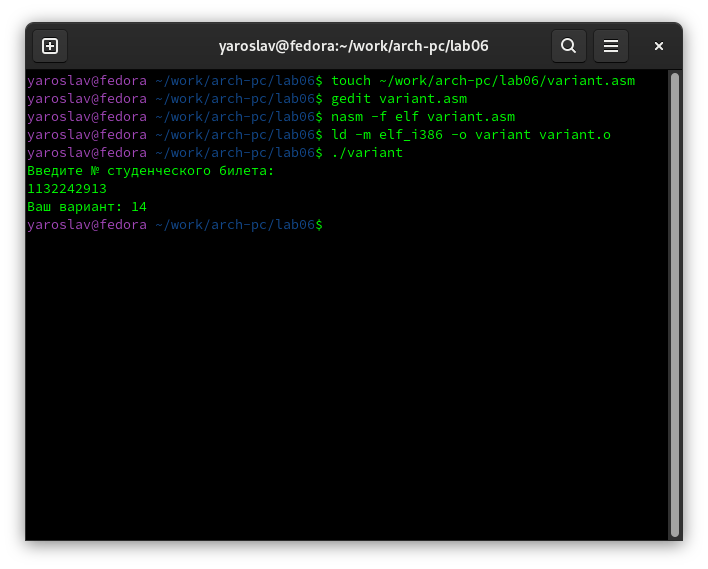 yaroslav@fedora:~/work/arch-pc/lab06
yaroslav@fedora ~/work/arch-pc/lab06$ touch ~/work/arch-pc/lab06/variant.asm
yaroslav@fedora ~/work/arch-pc/lab06$ gedit variant.asm
yaroslav@fedora ~/work/arch-pc/lab06$ nasm -f elf variant.asm
yaroslav@fedora ~/work/arch-pc/lab06$ ld -m elf_i386 -o variant variant.o
yaroslav@fedora ~/work/arch-pc/lab06$ ./variant
Введите № студенческого билета:
1132242913
Ваш вариант: 14
yaroslav@fedora ~/work/arch-pc/lab06$